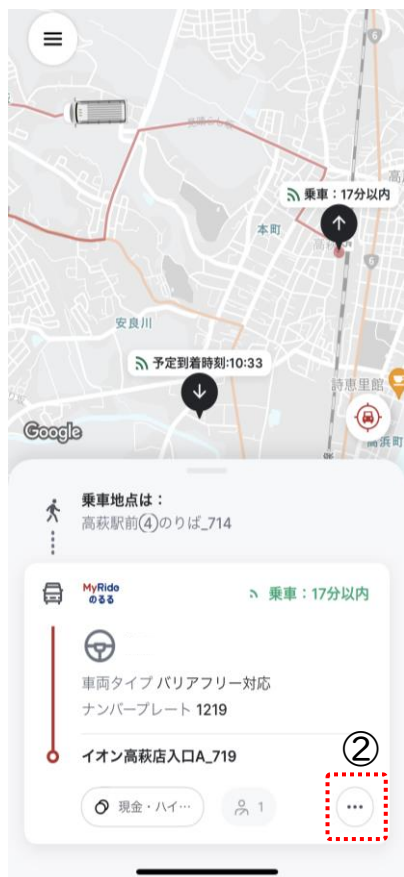 6
乗車：17分以内
本町
6
安良川
予定到着時刻:10:33
詩恵里館
Google
高浜町
乗車地点は：
高萩駅前④のりば_714
MyRide
のるる
乗車：17分以内
車両タイプ バリアフリー対応
ナンバープレート 1219
イオン高萩店入口A_719
②
現金・ハイ…
1